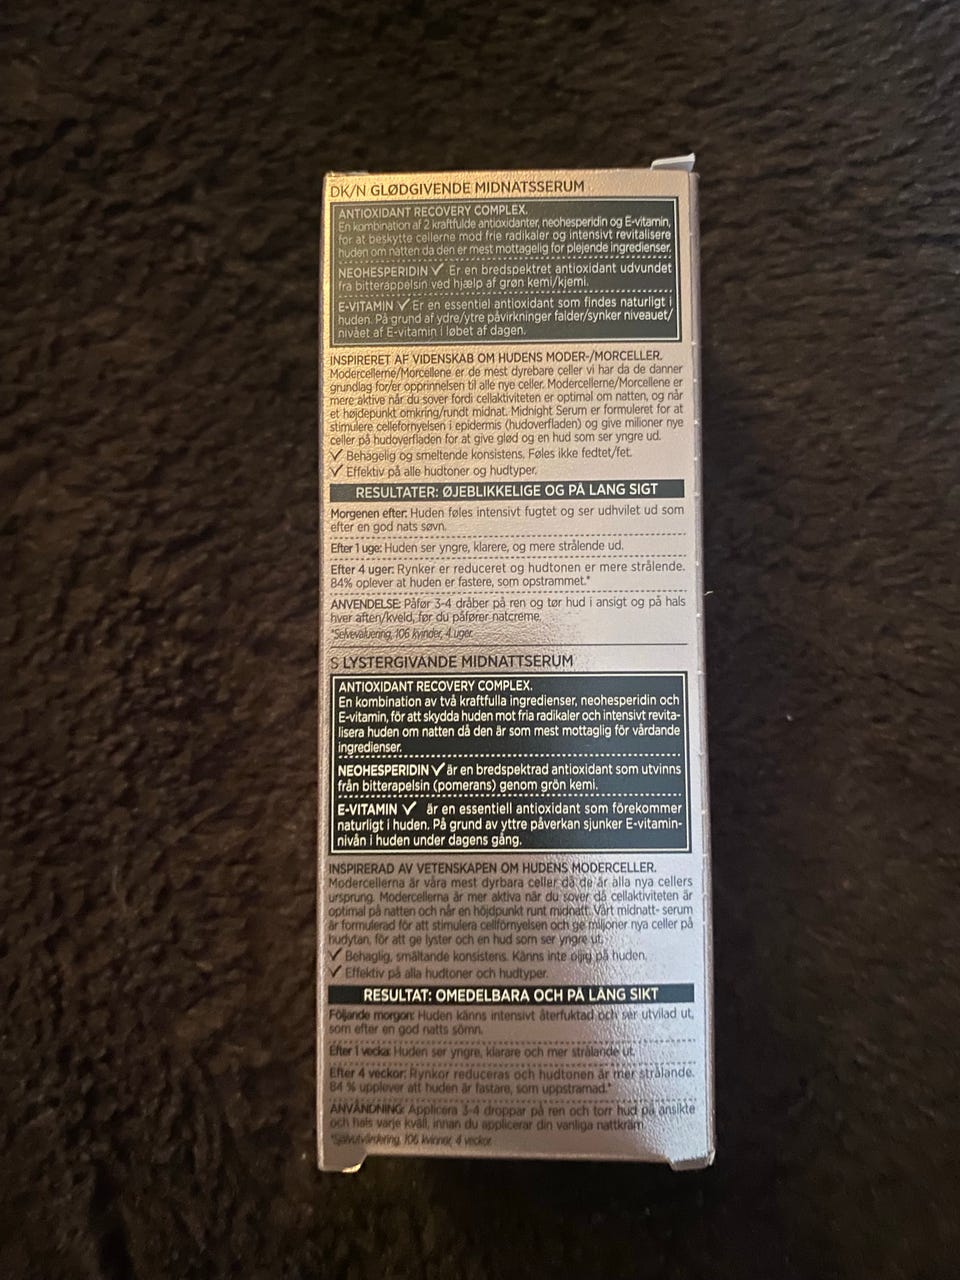 DK/N GLØDGIVENDE MIDNATSSERUM
ANTIOXIDANT RECOVERY COMPLEX.
En kombination af 2 kraftfulde antioxidanter, neohesperidin og E-vitamin,
for at beskytte cellerne mod frie radikaler og intensivt revitalisere
huden om natten da den er mest mottagelig for plejende ingredienser.
NEOHESPERIDIN ✓ Er en bredspektret antioxidant udvundet
fra bitterappelsin ved hjælp af grøn kemi/kjemi.
E-VITAMIN ✓ Er en essentiel antioxidant som findes naturligt i
huden. På grund af ydre/ytre påvirkninger falder/synker niveauet/
nivået af E-vitamin i løbet af dagen.
INSPIRERET AF VIDENSKAB OM HUDENS MODER-/MORCELLER.
Modercellerne/Morcellene er de mest dyrebare celler vi har da de danner
grundlag for/er opprinnelsen til alle nye celler. Modercellerne/Morcellene er
mere aktive når du sover fordi cellaktiviteten er optimal om natten, og når
et højdepunkt omkring/rundt midnat. Midnight Serum er formuleret for at
stimulere cellefornyelsen i epidermis (hudoverfladen) og give milioner nye
celler på hudoverfladen for at give glød og en hud som ser yngre ud.
✓ Behagelig og smeltende konsistens. Føles ikke fedtet/fet.
✓ Effektiv på alle hudtoner og hudtyper.
RESULTATER: ØJEBLIKKELIGE OG PÅ LANG SIGT
Morgenen efter: Huden føles intensivt fugtet og ser udhvilet ud som
efter en god nats søvn.
Efter 1 uge: Huden ser yngre, klarere, og mere strålende ud.
Efter 4 uger: Rynker er reduceret og hudtonen er mere strålende.
84% oplever at huden er fastere, som opstrammet.*
ANVENDELSE: Påfør 3-4 dråber på ren og tør hud i ansigt og på hals
hver aften/kveld, før du påfører natcreme.
*Selvevaluering, 106 kvinder, 4 uger.
S LYSTERGIVANDE MIDNATTSERUM
ANTIOXIDANT RECOVERY COMPLEX.
En kombination av två kraftfulla ingredienser, neohesperidin och
E-vitamin, för att skydda huden mot fria radikaler och intensivt revita-
lisera huden om natten då den är som mest mottaglig för vårdande
ingredienser.
NEOHESPERIDIN ✓ är en bredspektrad antioxidant som utvinns
från bitterapelsin (pomerans) genom grön kemi.
E-VITAMIN ✓ är en essentiell antioxidant som förekommer
naturligt i huden. På grund av yttre påverkan sjunker E-vitamin-
nivån i huden under dagens gång.
INSPIRERAD AV VETENSKAPEN OM HUDENS MODERCELLER.
Modercellerna är våra mest dyrbara celler då de är alla nya cellers
ursprung. Modercellerna är mer aktiva när du sover då cellaktiviteten är
optimal på natten och når en höjdpunkt runt midnatt. Vårt midnatt- serum
är formulerad för att stimulera cellförnyelsen och ge miljoner nya celler på
hudytan, för att ge lyster och en hud som ser yngre ut.
✓ Behaglig, smältande konsistens. Känns inte oljig på huden.
✓ Effektiv på alla hudtoner och hudtyper.
RESULTAT: OMEDELBARA OCH PÅ LÅNG SIKT
Följande morgon: Huden känns intensivt återfuktad och ser utvilad ut,
som efter en god natts sömn.
Efter 1 vecka: Huden ser yngre, klarare och mer strålande ut.
Efter 4 veckor: Rynkor reduceras och hudtonen är mer strålande.
84 % upplever att huden är fastare, som uppstramad.*
ANVÄNDNING: Applicera 3-4 droppar på ren och torr hud på ansikte
och hals varje kväll, innan du applicerar din vanliga nattkräm.
*Självutvärdering, 106 kvinnor, 4 veckor.